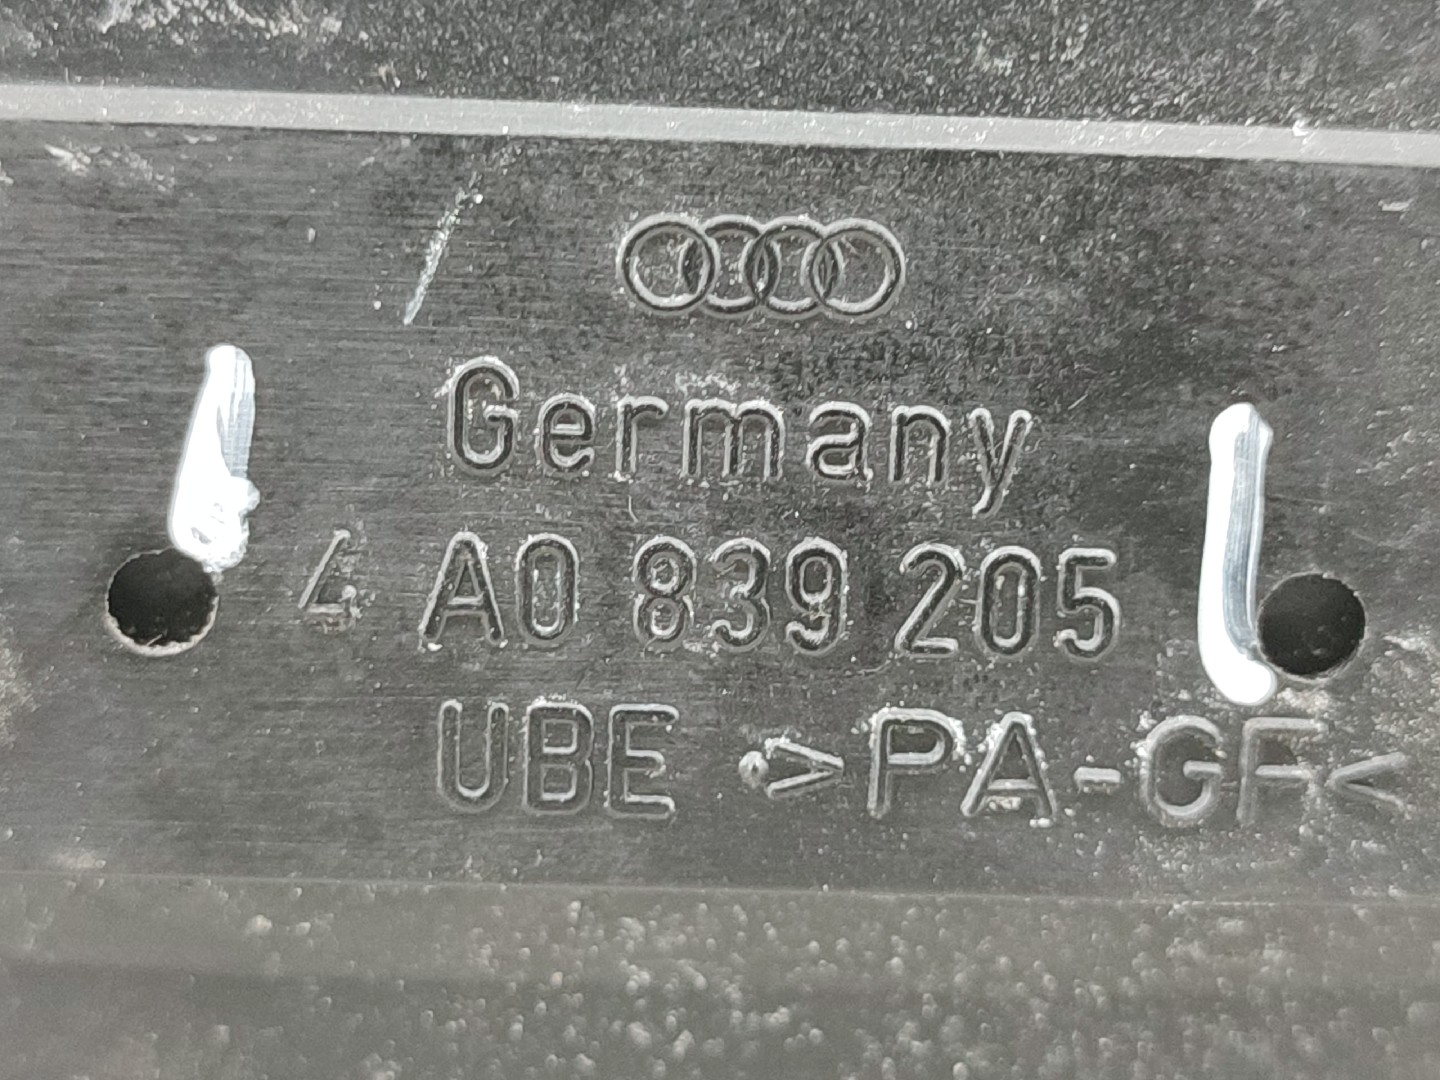 Germany
4A0 839 205
UBE >PA-GF<